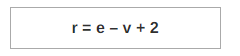 r = e – v + 2